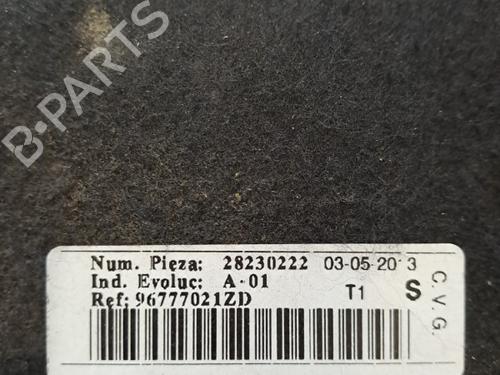 B-PARTS
Num. Pieza: 28230222 03-05-20 3
Ind. Evoluc: A-01
T1 S
Ref: 96777021ZD
C.V.G.